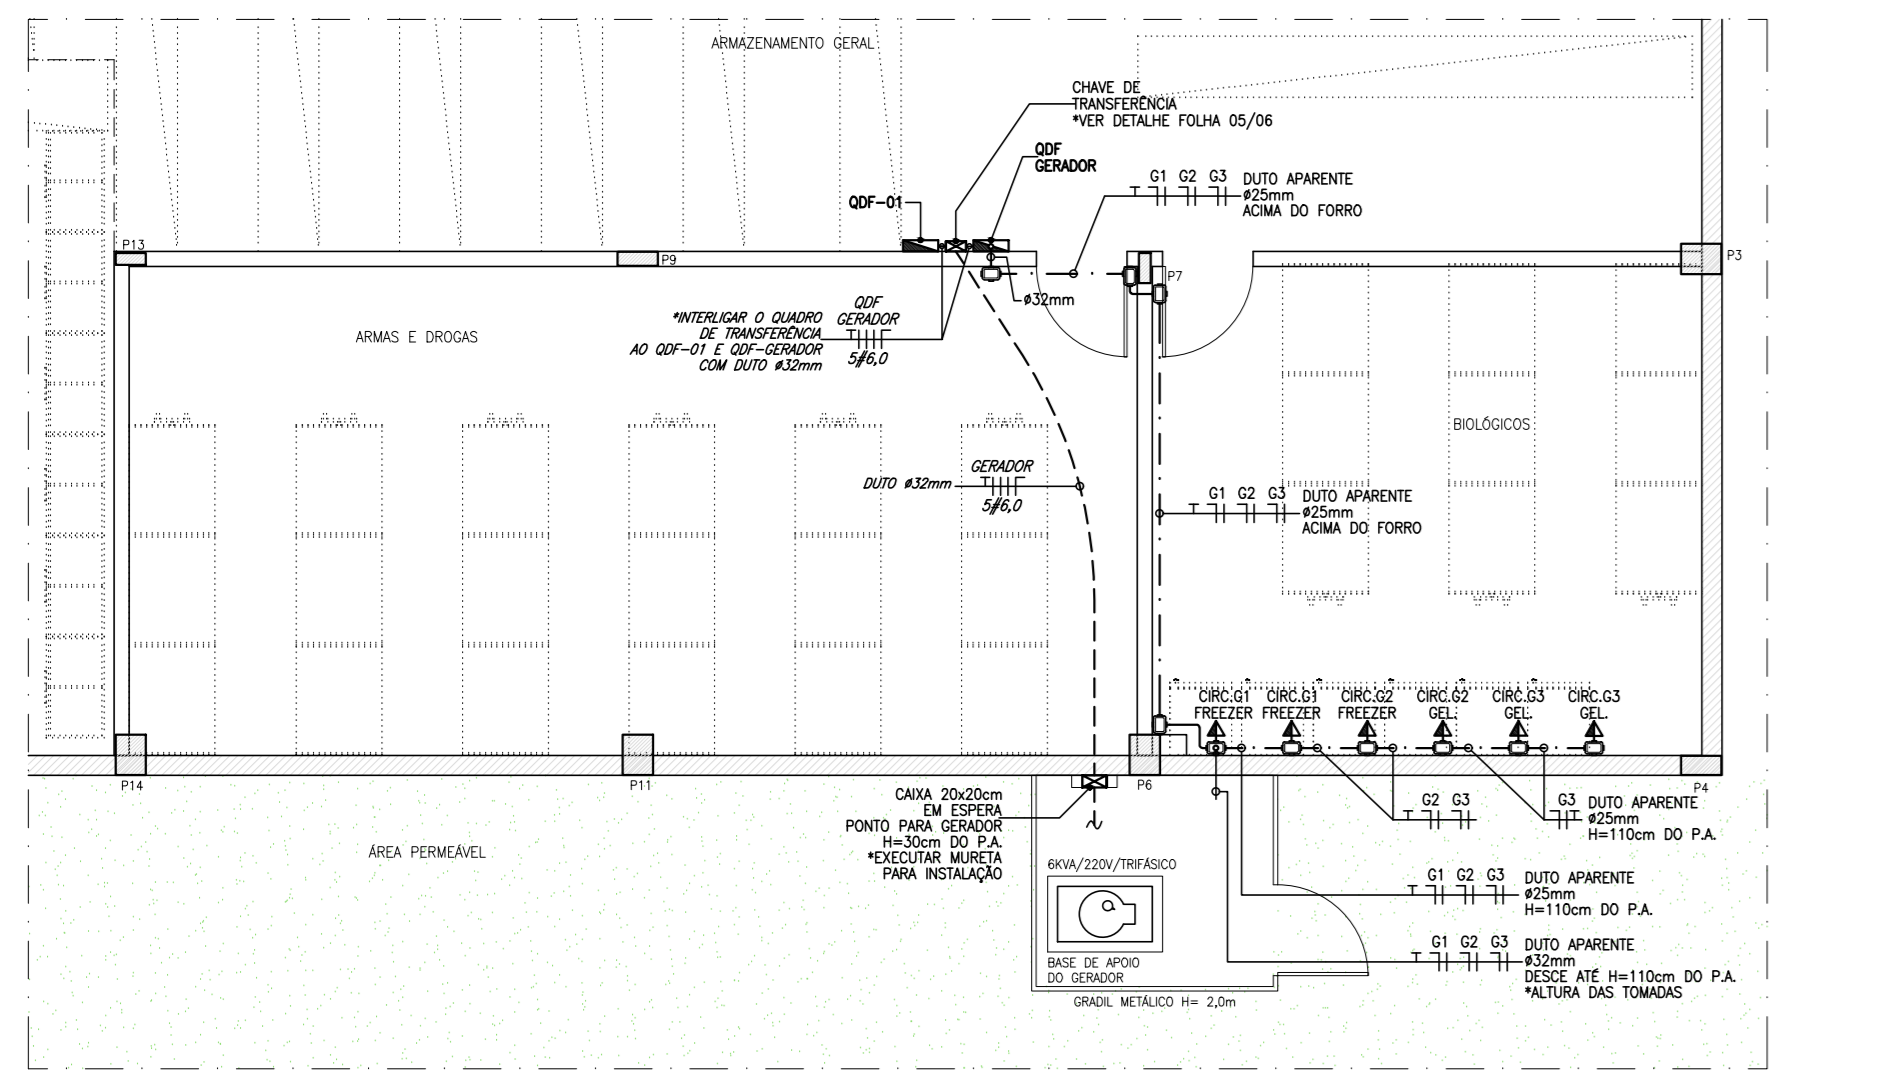 ARMAZENAMENTO GERAL
CHAVE DE
TRANSFERÊNCIA
*VER DETALHE FOLHA 05/06
QDF
GERADOR
G1 G2 G3
DUTO APARENTE
ø25mm
ACIMA DO FORRO
QDF-01
P13
P9
P7
P3
ø32mm
QDF
GERADOR
5#6,0
*INTERLIGAR O QUADRO
DE TRANSFERÊNCIA
AO QDF-01 E QDF-GERADOR
COM DUTO ø32mm
ARMAS E DROGAS
BIOLÓGICOS
GERADOR
DUTO ø32mm
5#6,0
G1 G2 G3
DUTO APARENTE
ø25mm
ACIMA DO FORRO
CIRC.G1
FREEZER
CIRC.G1
FREEZER
CIRC.G2
FREEZER
CIRC.G2
GEL.
CIRC.G3
GEL.
CIRC.G3
GEL.
P14
P11
P6
P4
CAIXA 20x20cm
EM ESPERA
PONTO PARA GERADOR
H=30cm DO P.A.
*EXECUTAR MURETA
PARA INSTALAÇÃO
G2 G3
G3
DUTO APARENTE
ø25mm
H=110cm DO P.A.
ÁREA PERMEÁVEL
6KVA/220V/TRIFÁSICO
G1 G2 G3
DUTO APARENTE
ø25mm
H=110cm DO P.A.
G1 G2 G3
DUTO APARENTE
ø32mm
DESCE ATÉ H=110cm DO P.A.
*ALTURA DAS TOMADAS
BASE DE APOIO
DO GERADOR
GRADIL METÁLICO H= 2,0m